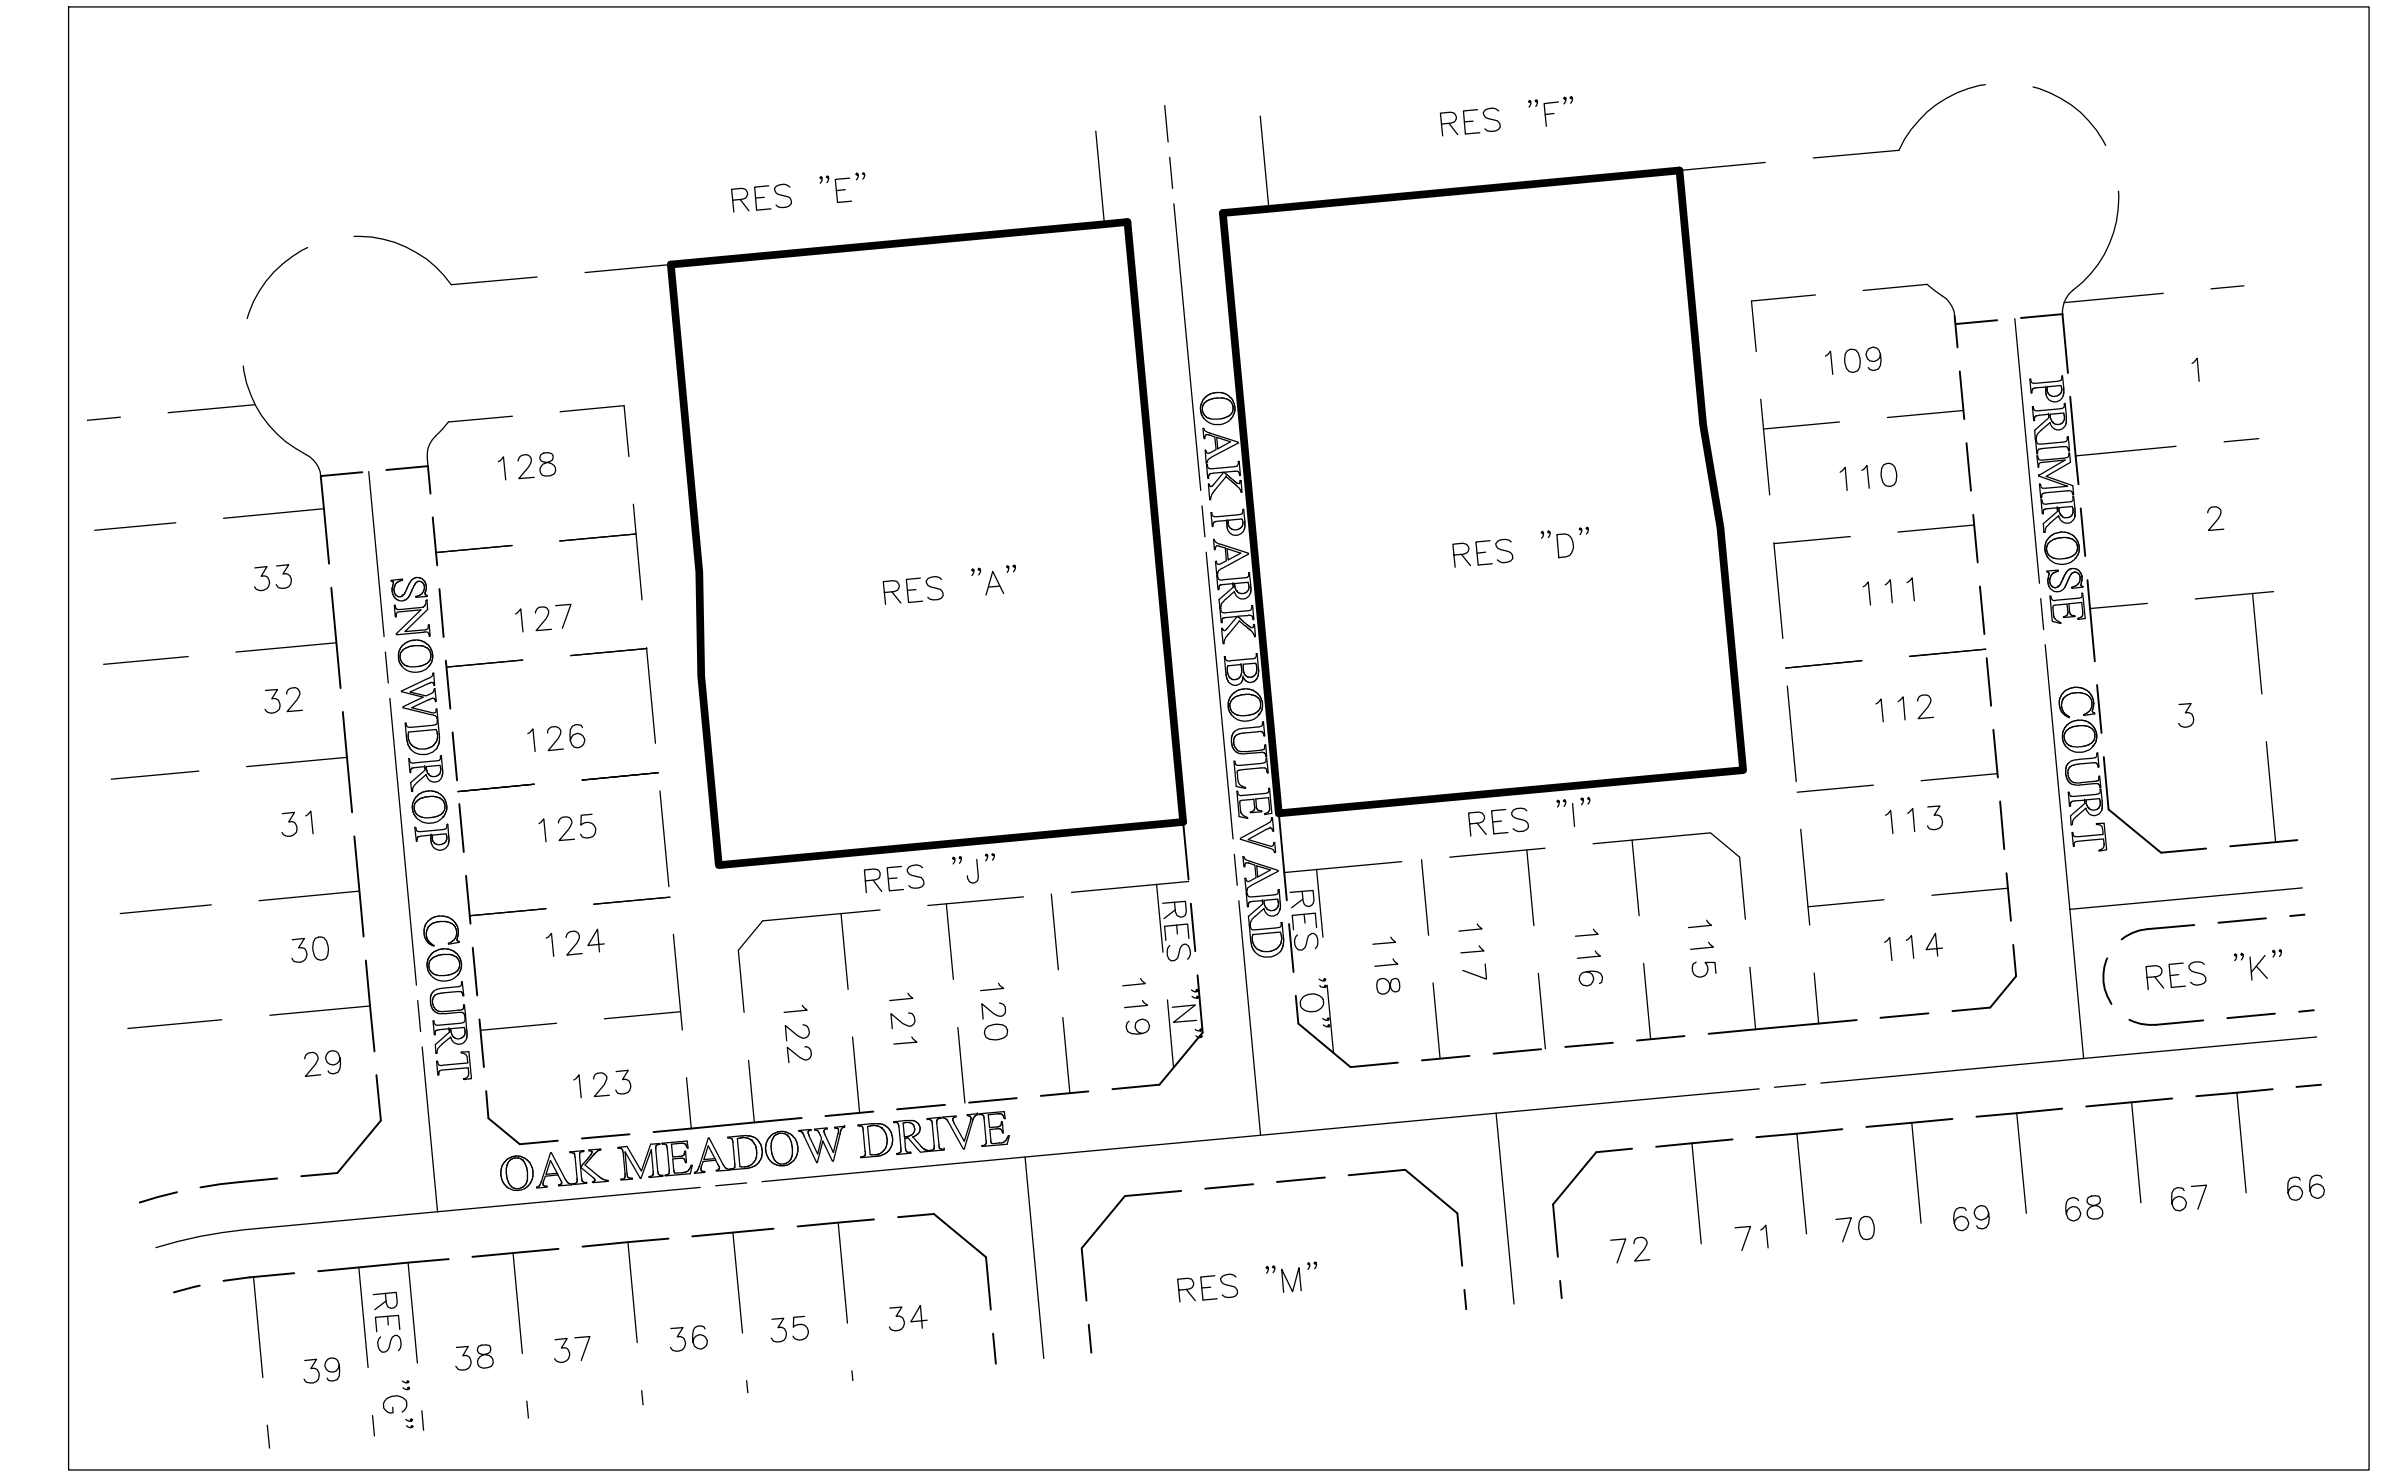 RES "F"
RES "E"
109
1
128
110
2
33
127
RES "A"
RES "D"
111
32
126
112
3
31
125
113
RES "I"
RES "J"
OAK PARK BOULEVARD
SNOWDROP COURT
PRIMROSE COURT
30
124
122
121
120
119
RES "N"
RES "O"
118
117
116
115
114
RES "K"
29
123
OAK MEADOW DRIVE
39
RES "G"
38
37
36
35
34
RES "M"
72
71
70
69
68
67
66